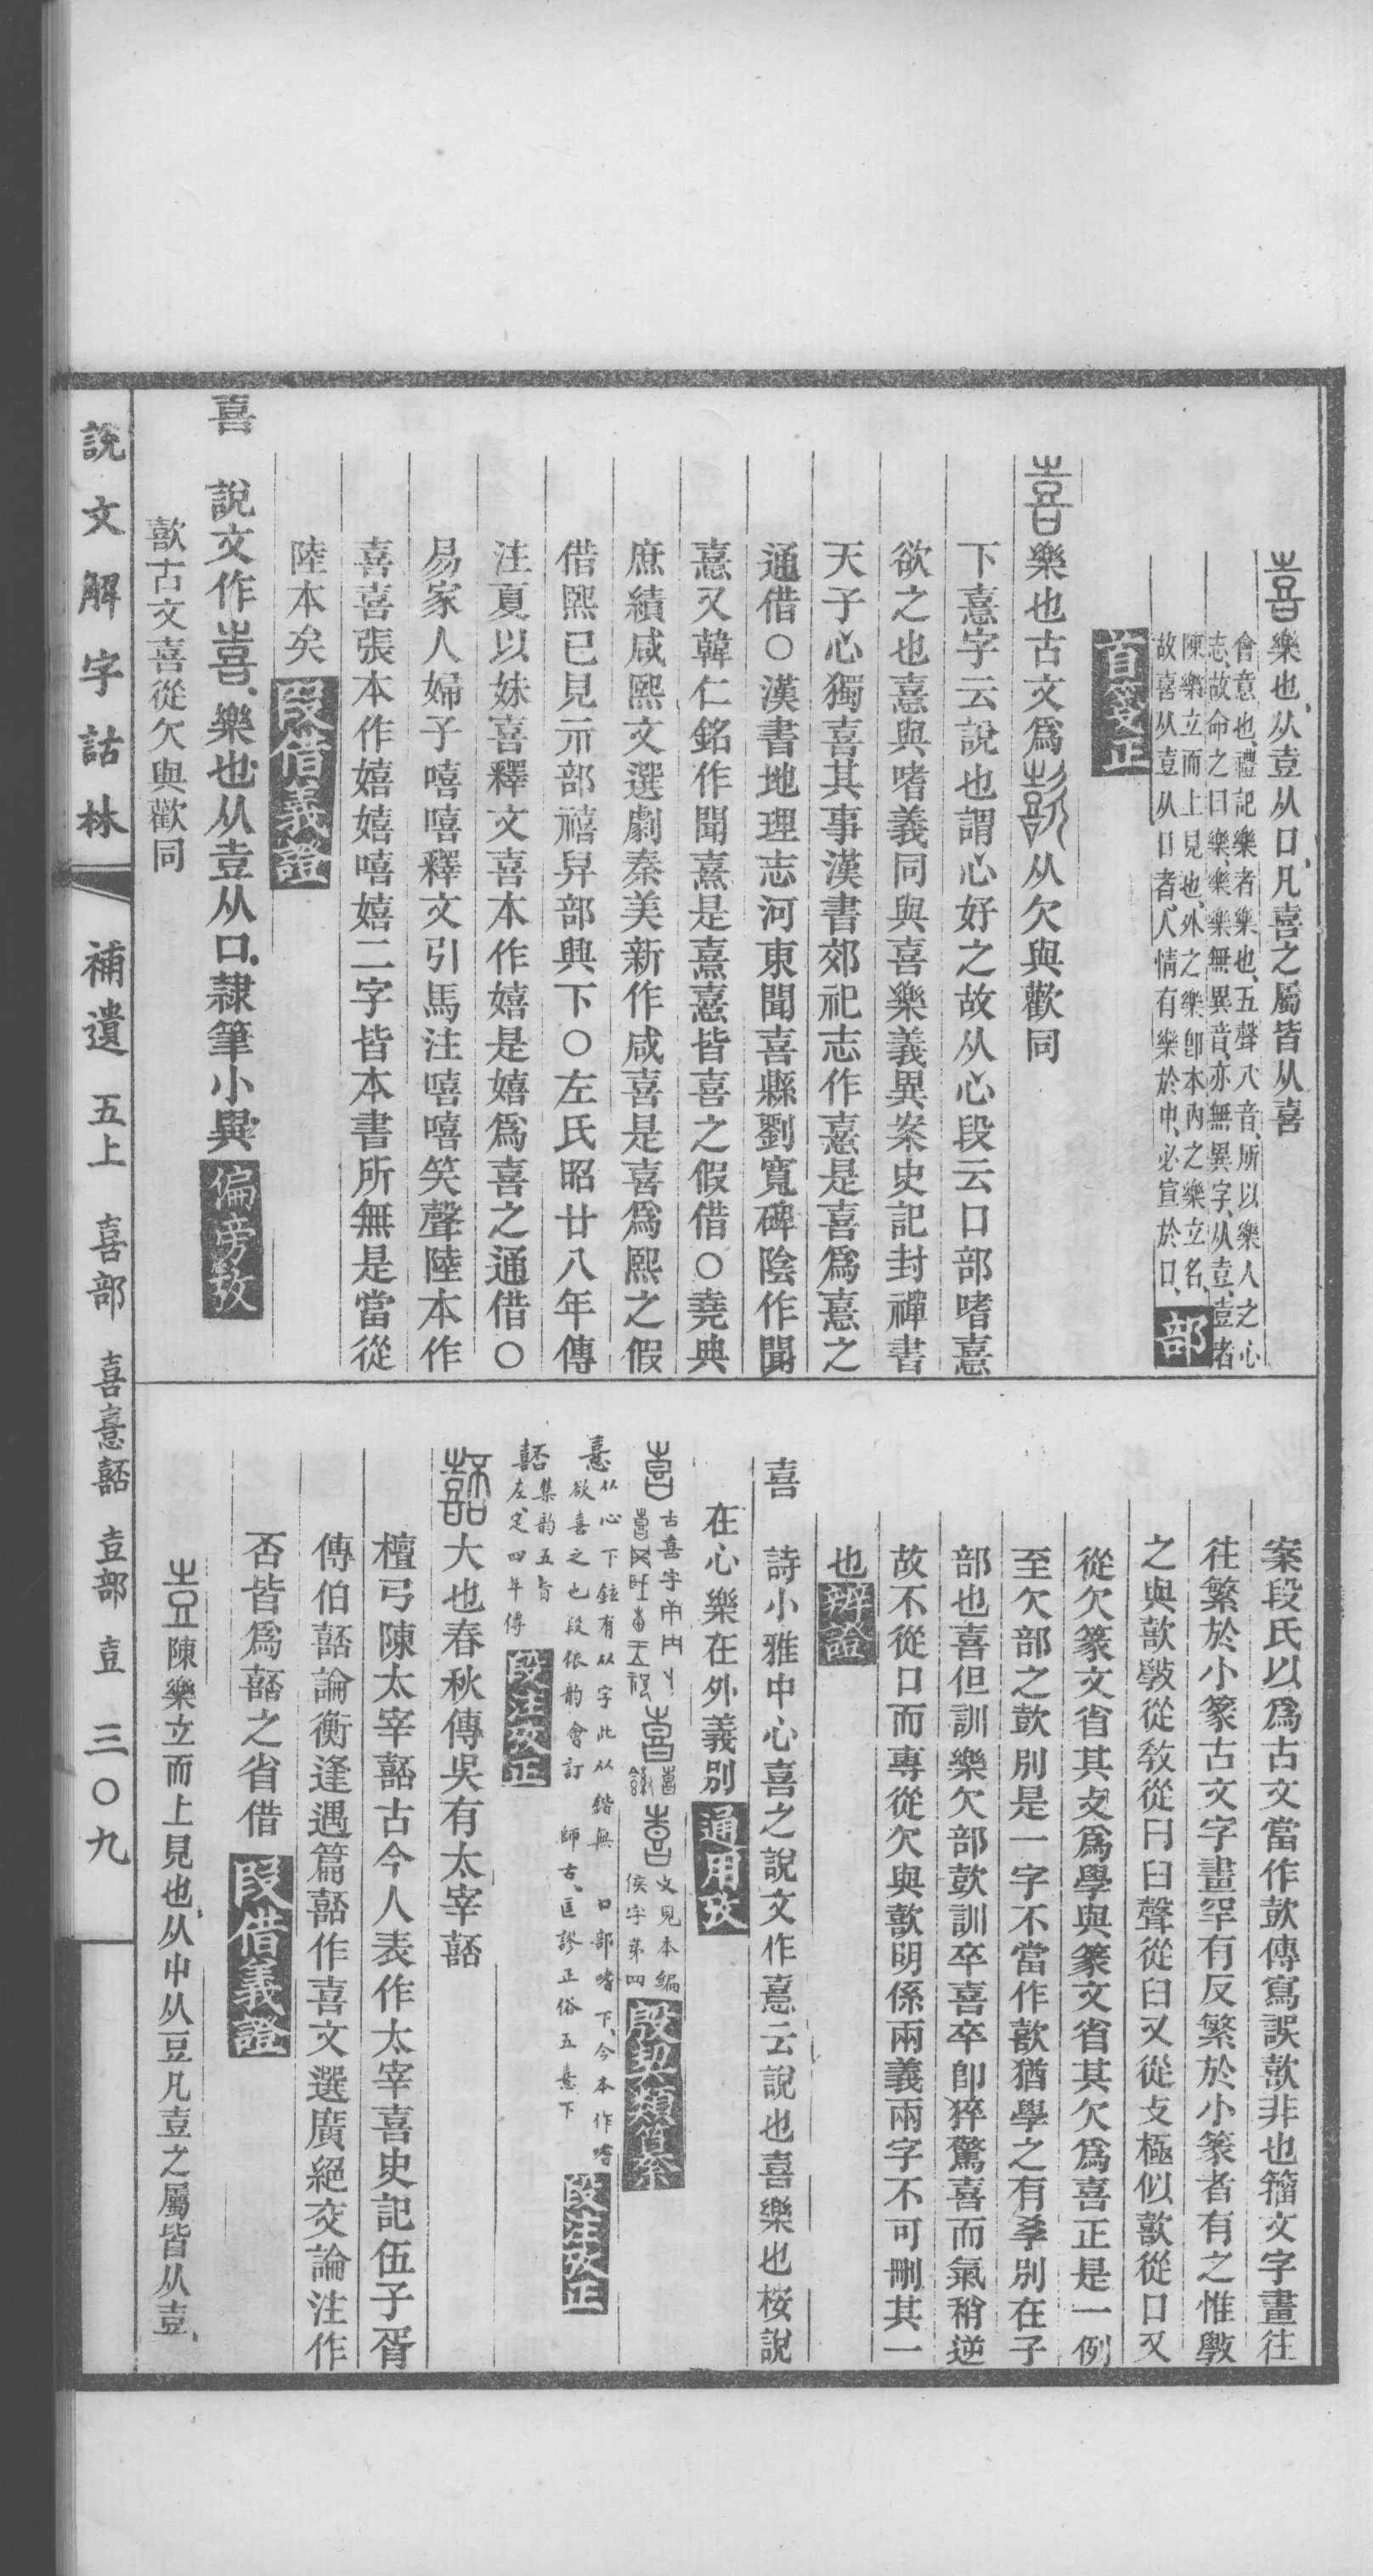 喜樂也从壴从口凡喜之屬皆从喜
會意也禮記樂者樂也五聲八音所以樂人之心
志故命之曰樂樂樂無異音亦無異字从壴壴者
陳樂立而上見也外之樂卽本內之樂立名
故喜从壴从口者人情有樂於中必宣於口部
首
正
喜樂也古文爲从欠與歡同
下憙字云說也謂心好之故从心段云口部嗜憙
欲之也憙與嗜義同與喜樂義異案史記封禪書
天子心獨喜其事漢書郊祀志作憙是喜爲憙之
通借○漢書地理志河東聞喜縣劉寬碑陰作聞
憙又韓仁銘作聞熹是熹憙皆喜之假借○堯典
庶績咸熙文選劇秦美新作咸喜是喜爲熙之假
借熙已見示部禧舁部興下○左氏昭廿八年傳
注夏以妹喜釋文喜本作嬉是嬉爲喜之通借○
易家人婦子嘻嘻釋文引馬注嘻嘻笑聲陸本作
喜喜張本作嬉嬉嘻嬉二字皆本書所無是當從
陸本矣段借義證
喜　說文作喜樂也从壴从口隸筆小異偏旁攷
歖古文喜從欠與歡同
案段氏以爲古文當作歖傳寫誤歖非也籀文字畫往
往繁於小篆古文字畫罕有反繁於小篆者有之惟斆
之與歖斆從敎從冂臼聲從臼又從攴極似歖從口又
從欠篆文省其攴爲學與篆文省其欠爲喜正是一例
至欠部之歖別是一字不當作歖猶學之有孝別在子
部也喜但訓樂欠部歖訓卒喜卒卽猝驚喜而氣稍逆
故不從口而專從欠與歖明係兩義兩字不可刪其一
也辨證
喜　詩小雅中心喜之說文作憙云說也喜樂也桉說
在心樂在外義別通用攷
喜古喜字
文見本編
矦字第四殷契類纂
憙从心下鉉有从字此从鍇無　口部嗜下今本作嗜
欲喜之也段依韵會訂　師古匡謬正俗五憙下段注攷正
嚭集韵五旨
左定四年傳段注攷正
嚭大也春秋傳吳有太宰嚭
檀弓陳太宰嚭古今人表作太宰喜史記伍子胥
傳伯嚭論衡逢遇篇嚭作喜文選廣絕交論注作
否皆爲嚭之省借段借義證
壴陳樂立而上見也从屮从豆凡壴之屬皆从壴
說文解字詁林　補遺　五上　喜部　喜憙嚭　壴部　壴　三〇九